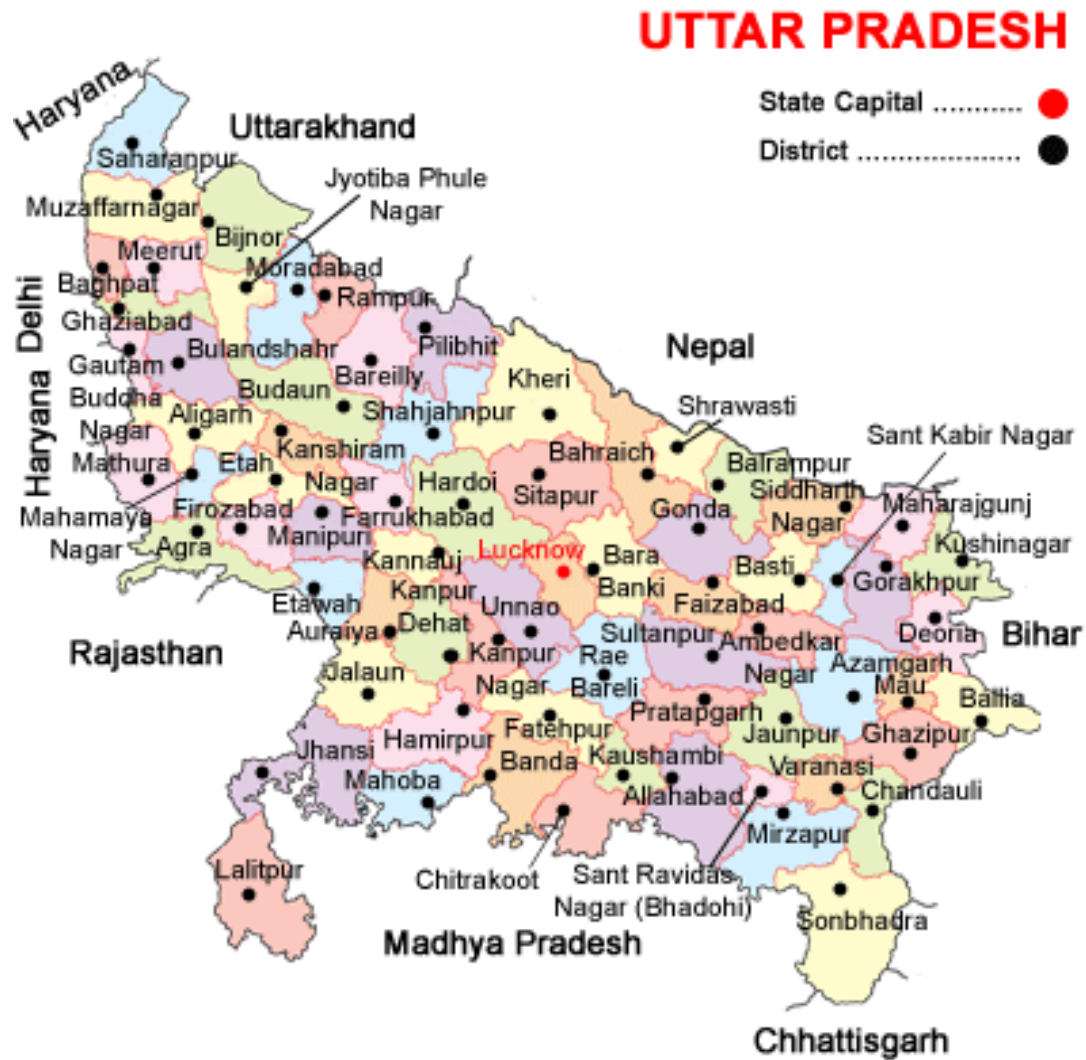 UTTAR PRADESH
State Capital ...........
District .....................
Haryana
Uttarakhand
Saharanpur
Jyotiba Phule
Nagar
Muzaffarnagar
Bijnor
Meerut
Moradabad
Baghpat
Rampur
Haryana Delhi
Ghaziabad
Pilibhit
Nepal
Gautam
Buddha
Nagar
Bulandshahr
Bareilly
Kheri
Budaun
Shahjahnpur
Shrawasti
Aligarh
Sant Kabir Nagar
Kanshiram
Nagar
Mathura
Etah
Hardoi
Sitapur
Bahraich
Balrampur
Siddharth
Nagar
Maharajgunj
Mahamaya
Nagar
Firozabad
Manipuri
Farrukhabad
Gonda
Kushinagar
Agra
Kannauj
Lucknow
Bara
Banki
Basti
Gorakhpur
Etawah
Kanpur
Dehat
Unnao
Faizabad
Deoria
Auraiya
Sultanpur
Ambedkar
Nagar
Bihar
Rajasthan
Jalaun
Kanpur
Nagar
Rae
Bareli
Azamgarh
Mau
Ballia
Pratapgarh
Fatehpur
Jaunpur
Ghazipur
Jhansi
Hamirpur
Mahoba
Banda
Kaushambi
Allahabad
Varanasi
Chandauli
Mirzapur
Lalitpur
Chitrakoot
Sant Ravidas
Nagar (Bhadohi)
Sonbhadra
Madhya Pradesh
Chhattisgarh